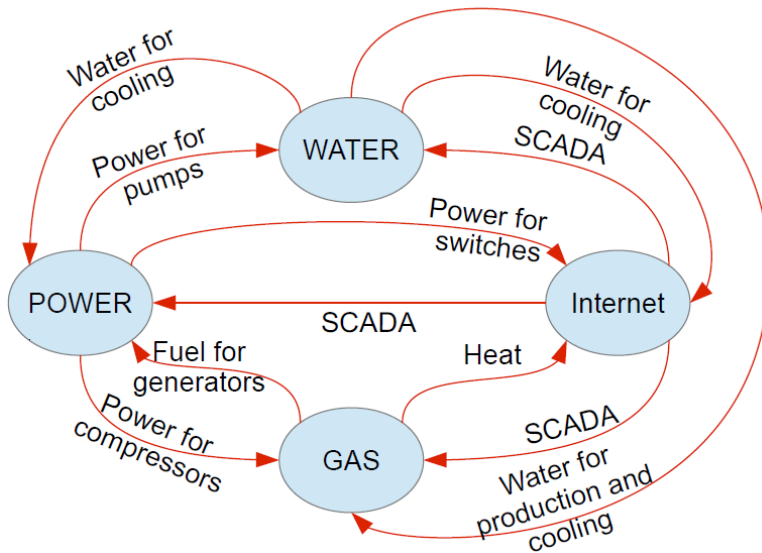 Water for
cooling
Water for
cooling
WATER
SCADA
Power for
pumps
Power for
switches
POWER
Internet
SCADA
Fuel for
generators
Heat
Power for
compressors
GAS
SCADA
Water for
production and
cooling